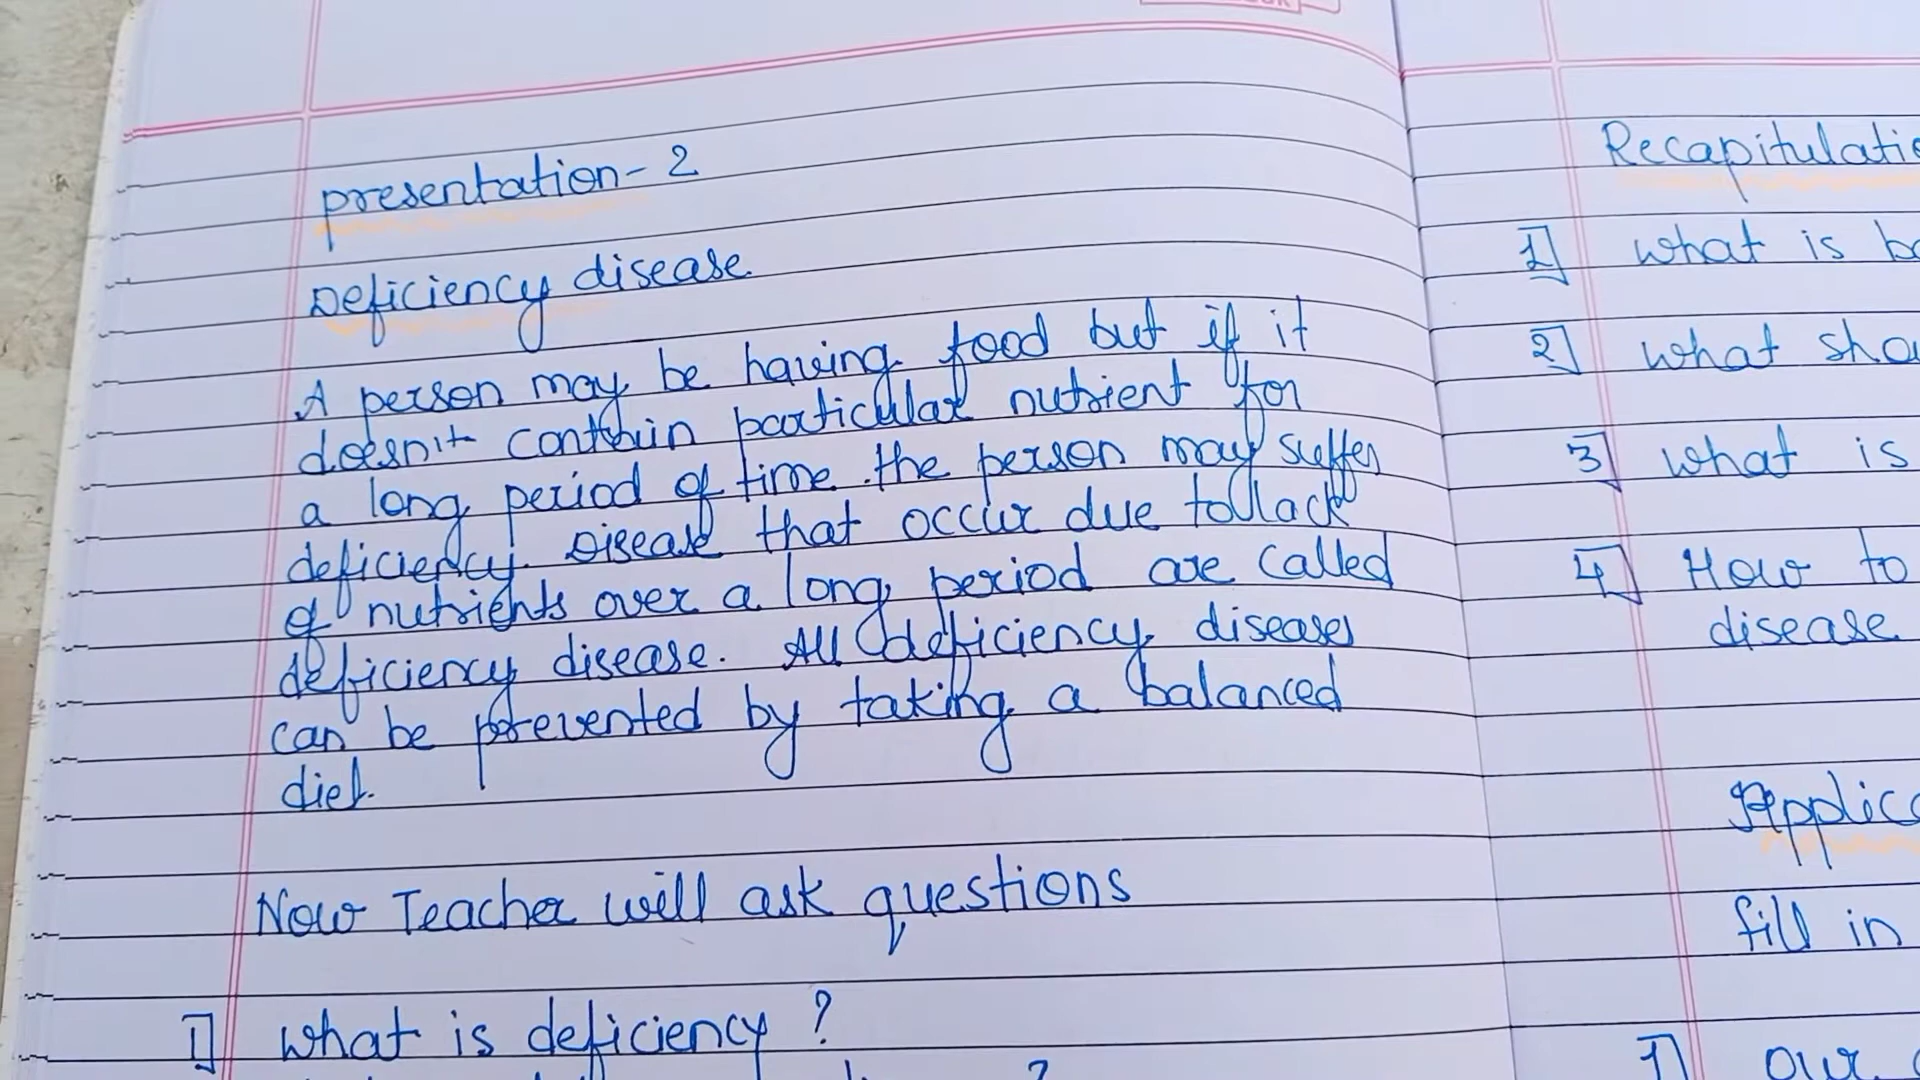 presentation - 2
Deficiency disease
A person may be having food but if it
doesn't contain particular nutrient for
a long period of time the person may suffer
deficiency. Disease that occur due to lack
of nutrients over a long period are called
deficiency disease. All deficiency diseases
can be prevented by taking a balanced
diet.
Now Teacher will ask questions
1] what is deficiency ?
?
Recapitulatio
1] what is ba
2] what sho
3] what is
4] How to
disease
Applica
fill in
1] our